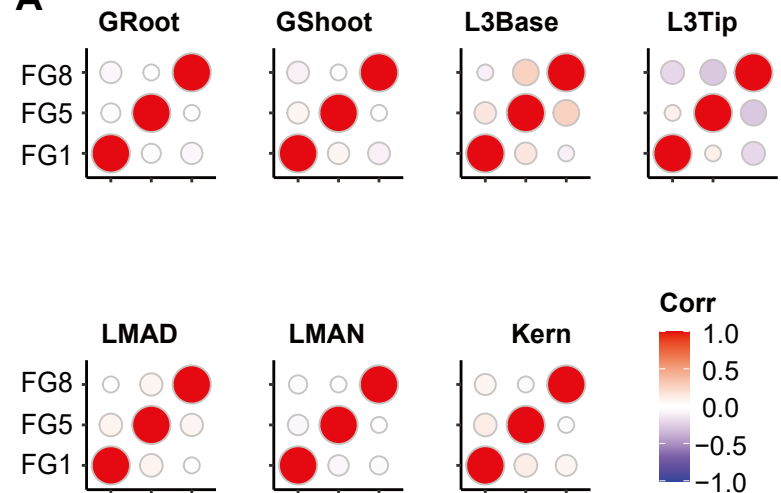 A
GRoot GShoot L3Base L3Tip
FG8
FG5
FG1
LMAD LMAN Kern
FG8
FG5
FG1
Corr
1.0
0.5
0.0
−0.5
−1.0